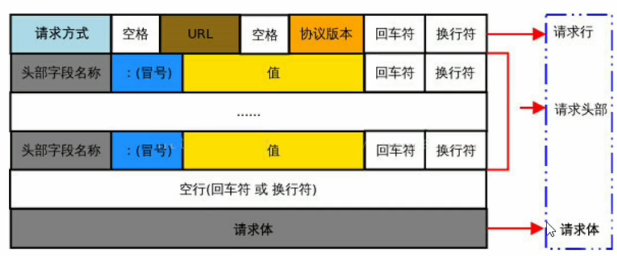 请求方式 空格 URL 空格 协议版本 回车符 换行符 请求行
头部字段名称 :(冒号) 值 回车符 换行符
...... 请求头部
头部字段名称 :(冒号) 值 回车符 换行符
空行(回车符 或 换行符)
请求体 请求体